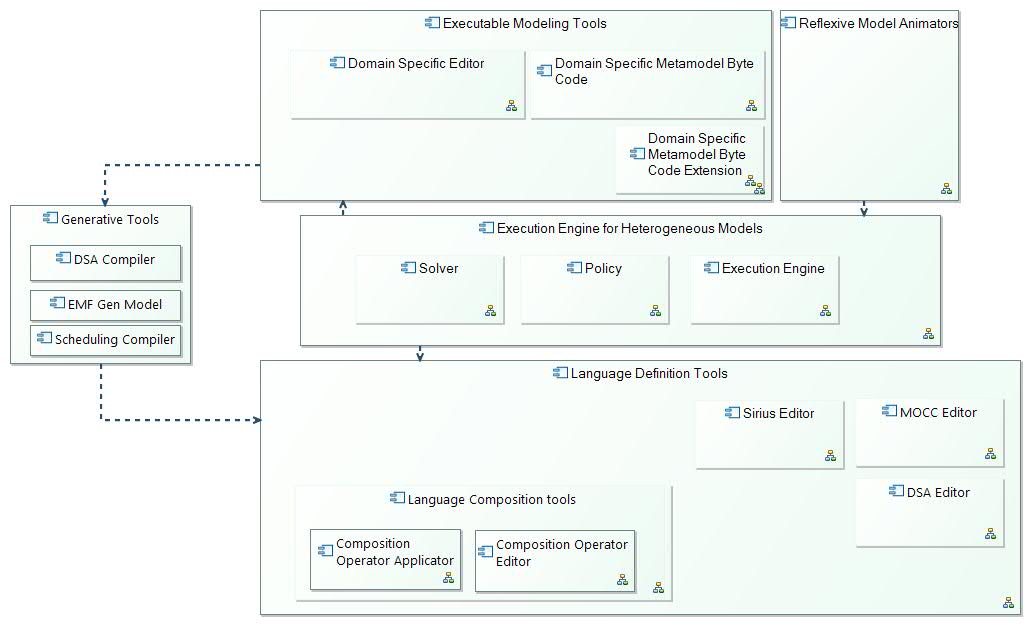 Executable Modeling Tools
Reflexive Model Animators
Domain Specific Editor
Domain Specific Metamodel Byte
Code
Domain Specific
Metamodel Byte
Code Extension
Generative Tools
DSA Compiler
EMF Gen Model
Scheduling Compiler
Execution Engine for Heterogeneous Models
Solver
Policy
Execution Engine
Language Definition Tools
Sirius Editor
MOCC Editor
DSA Editor
Language Composition tools
Composition
Operator Applicator
Composition Operator
Editor